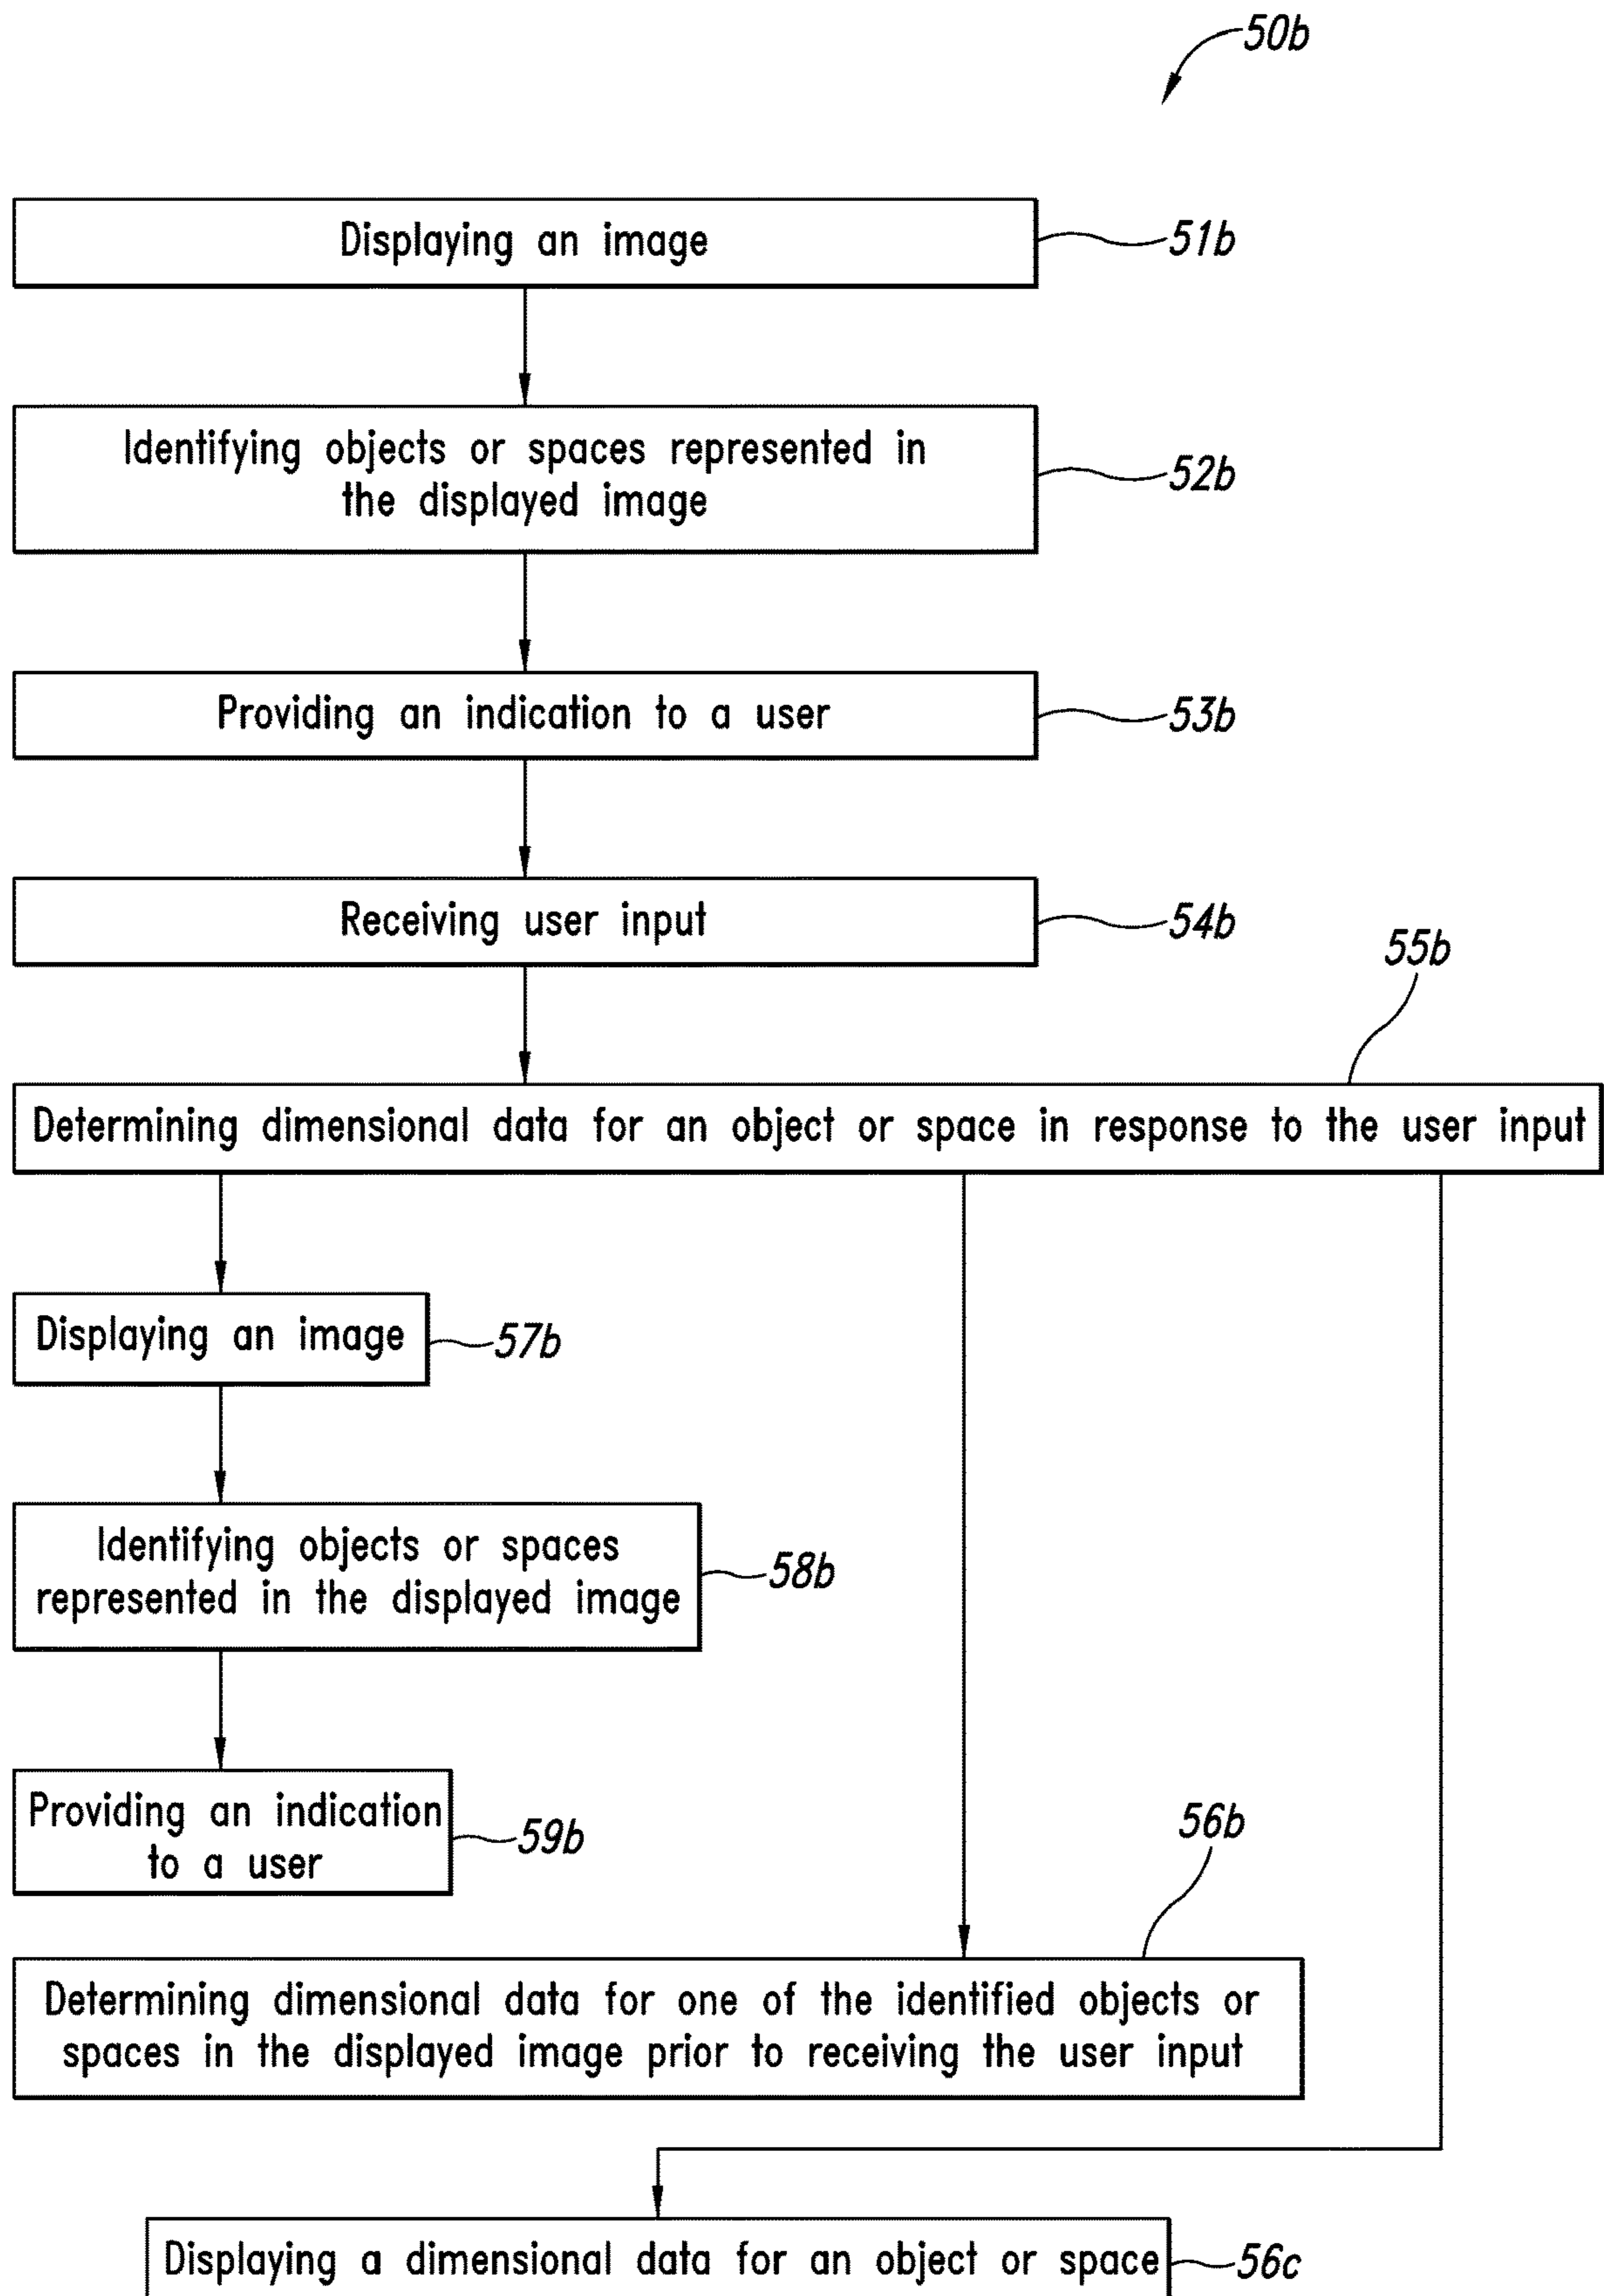 50b
Displaying an image
51b
Identifying objects or spaces represented in
the displayed image
52b
Providing an indication to a user
53b
Receiving user input
54b
55b
Determining dimensional data for an object or space in response to the user input
Displaying an image
57b
Identifying objects or spaces
represented in the displayed image
58b
Providing an indication
to a user
59b
56b
Determining dimensional data for one of the identified objects or
spaces in the displayed image prior to receiving the user input
Displaying a dimensional data for an object or space
56c